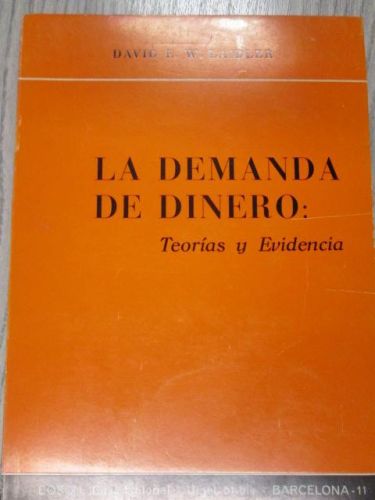 DAVID E. W. LAIDLER
LA DEMANDA
DE DINERO:
Teorías y Evidencia
BARCELONA-11